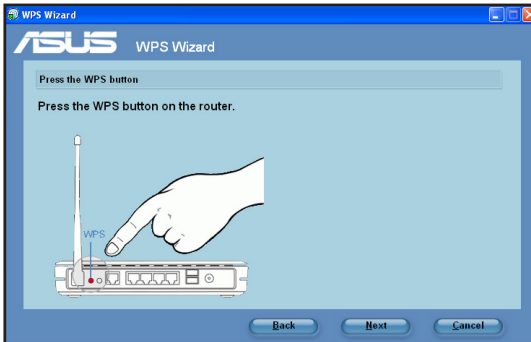 WPS Wizard
ASUS WPS Wizard
Press the WPS button
Press the WPS button on the router.
WPS
Back Next Cancel